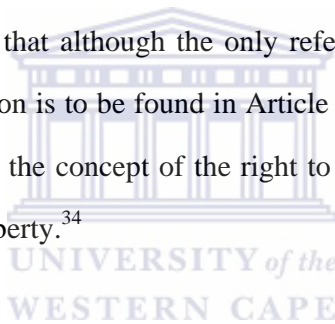 that although the only refe
on is to be found in Article
the concept of the right to
perty.34
UNIVERSITY of the
WESTERN CAPE